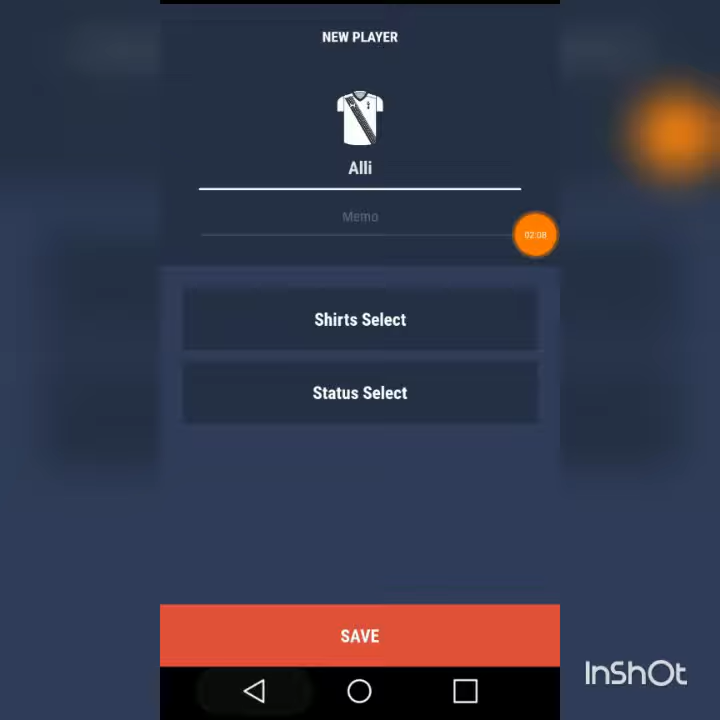 NEW PLAYER
Alli
Memo
02:08
Shirts Select
Status Select
SAVE
InShOt